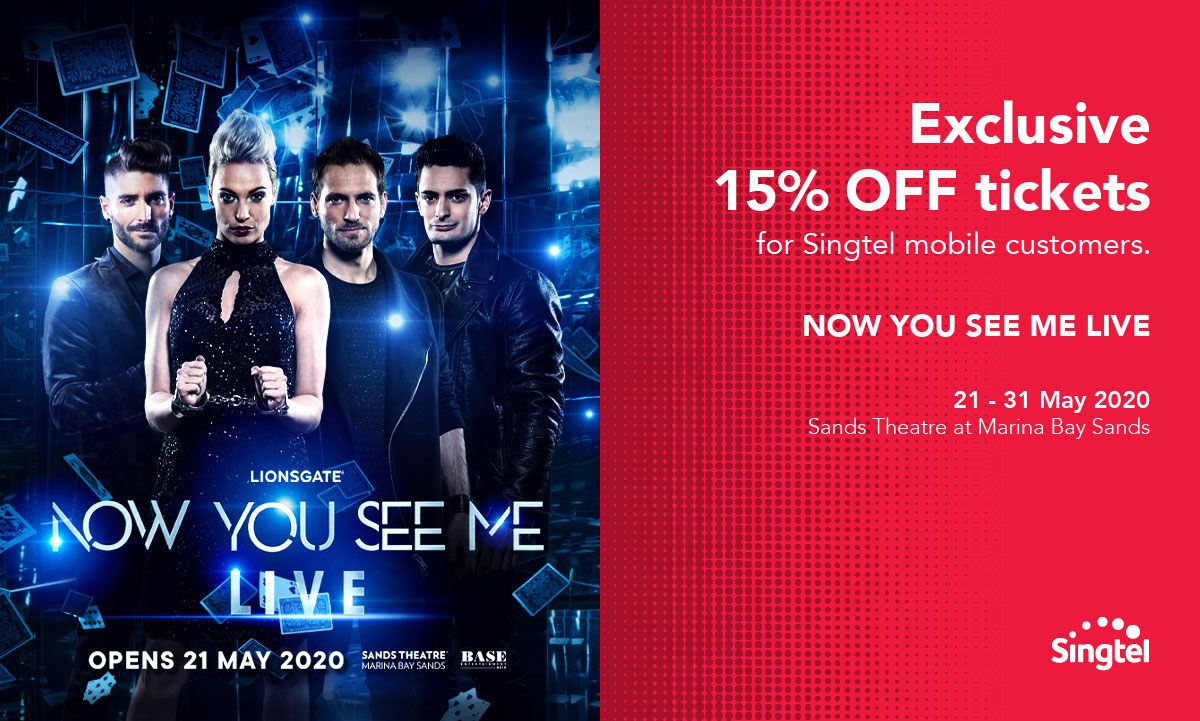 LIONSGATE
NOW YOU SEE ME
LIVE
OPENS 21 MAY 2020
SANDS THEATRE
MARINA BAY SANDS
BASE
ENTERTAINMENT
ASIA
Exclusive
15% OFF tickets
for Singtel mobile customers.
NOW YOU SEE ME LIVE
21 - 31 May 2020
Sands Theatre at Marina Bay Sands
Singtel